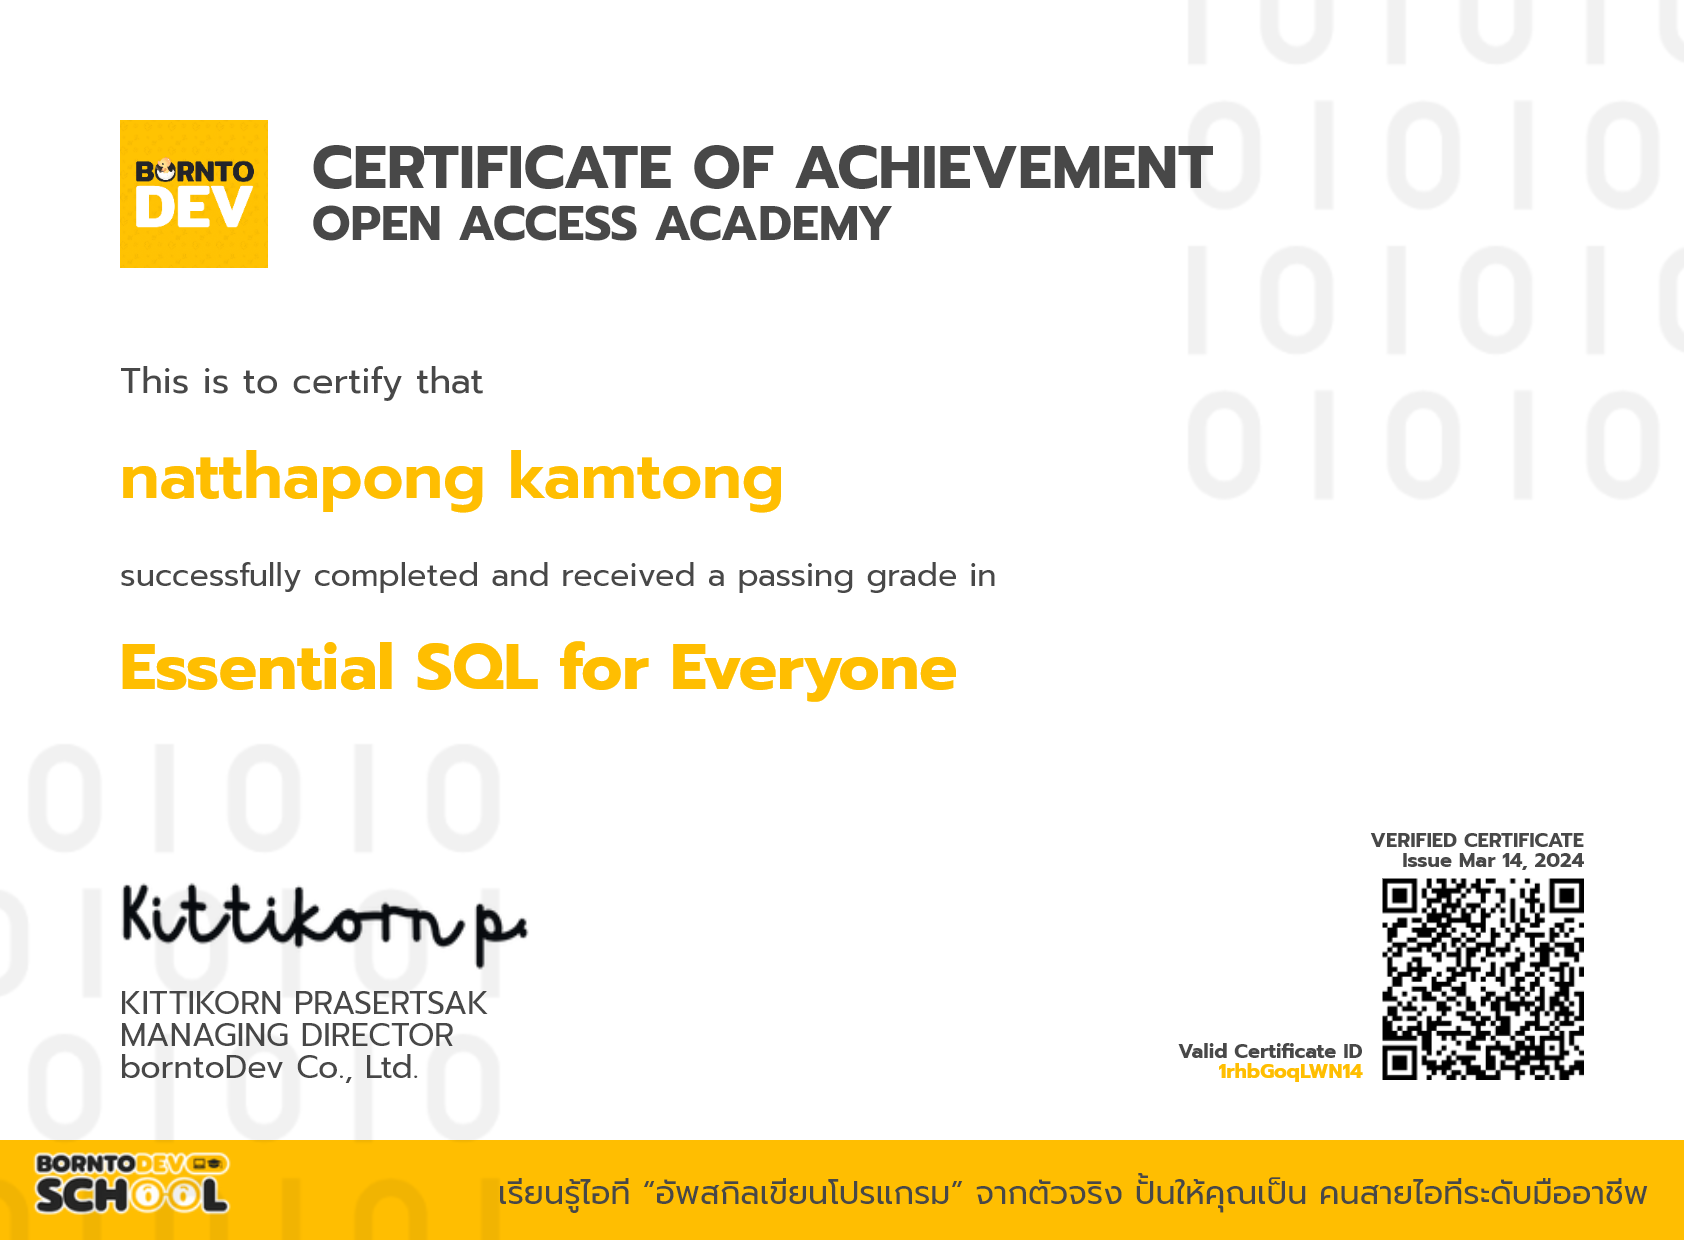 BORNTO
DEV
CERTIFICATE OF ACHIEVEMENT
OPEN ACCESS ACADEMY
This is to certify that
natthapong kamtong
successfully completed and received a passing grade in
Essential SQL for Everyone
VERIFIED CERTIFICATE
Issue Mar 14, 2024
Kittikorn p.
KITTIKORN PRASERTSAK
MANAGING DIRECTOR
borntoDev Co., Ltd.
Valid Certificate ID
1rhbGoqLWN14
BORNTODEV
SCHOOL
เรียนรู้ไอที “อัพสกิลเขียนโปรแกรม” จากตัวจริง ปั้นให้คุณเป็น คนสายไอทีระดับมืออาชีพ